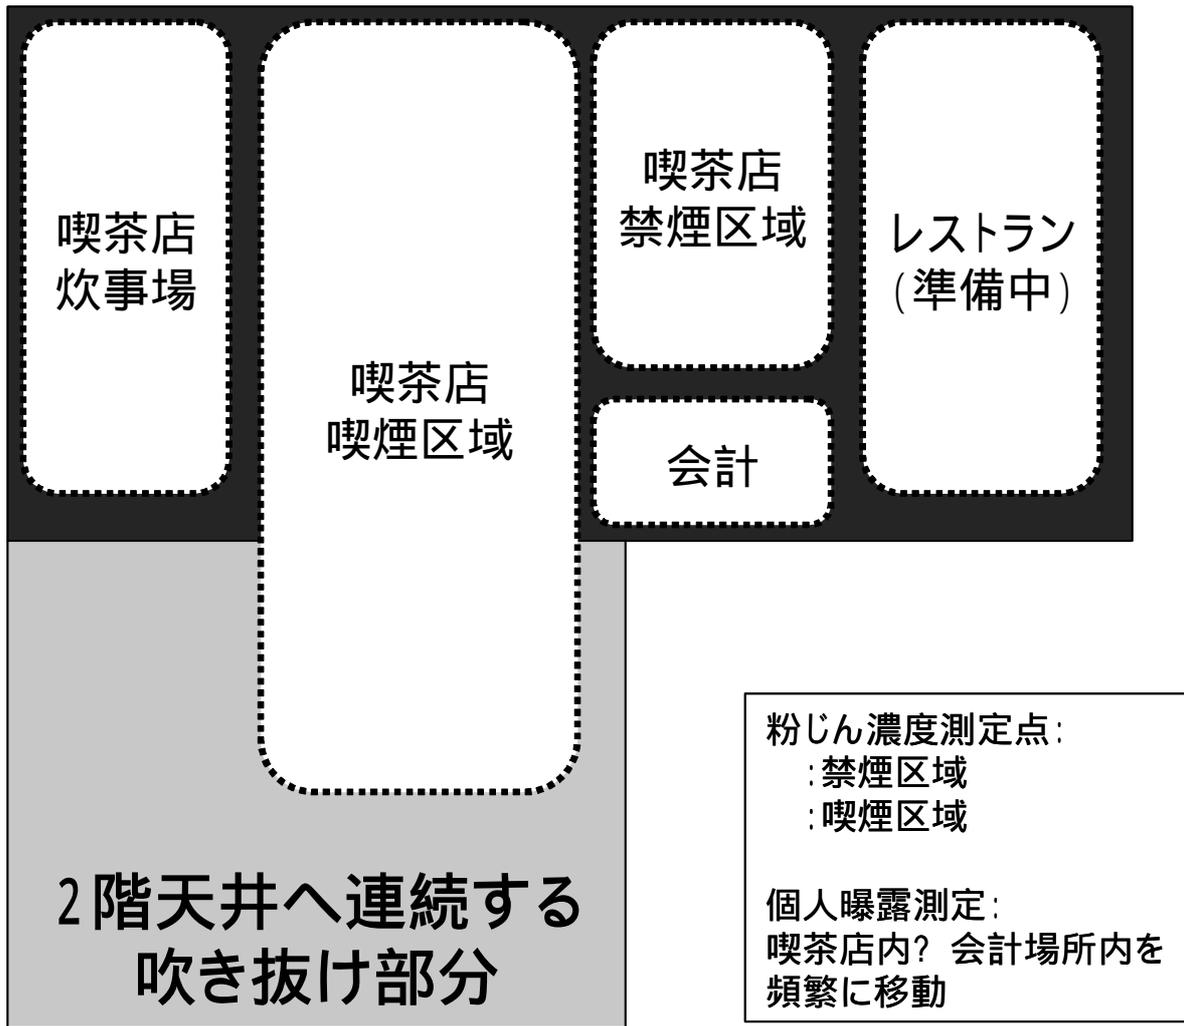 喫茶店
炊事場
喫茶店
喫煙区域
喫茶店
禁煙区域
会計
レストラン
(準備中)
2階天井へ連続する
吹き抜け部分
粉じん濃度測定点:
:禁煙区域
:喫煙区域
個人曝露測定:
喫茶店内? 会計場所内を
頻繁に移動